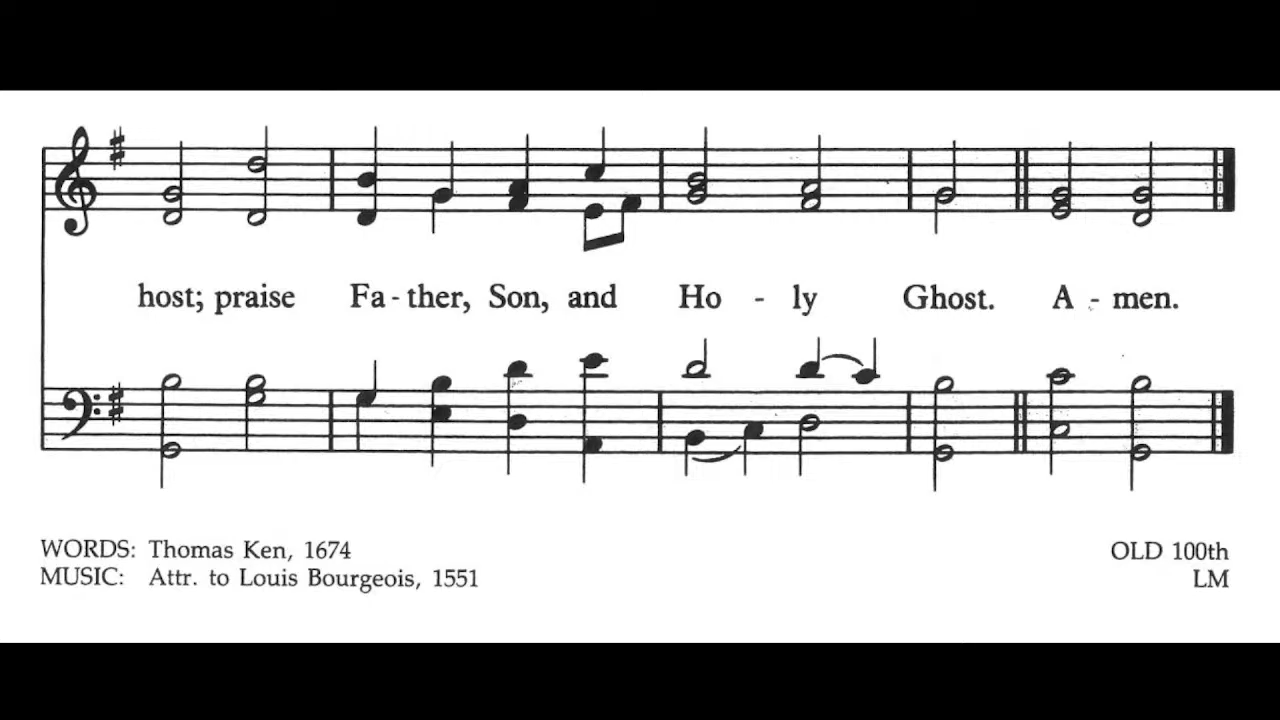 host; praise Fa - ther, Son, and Ho - ly Ghost. A - men.
WORDS: Thomas Ken, 1674
MUSIC: Attr. to Louis Bourgeois, 1551
OLD 100th
LM